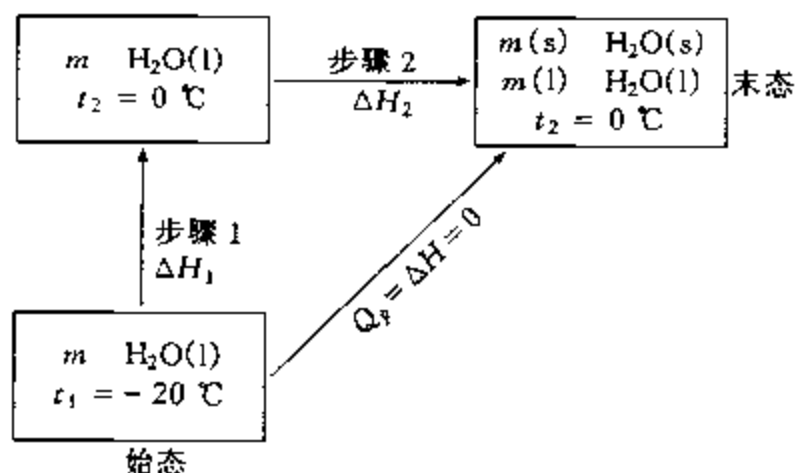 m H₂O(l)
t₂ = 0 ℃
步骤 2
ΔH₂
m(s) H₂O(s)
m(l) H₂O(l)
t₂ = 0 ℃
末态
步骤 1
ΔH₁
Qₚ = ΔH = 0
m H₂O(l)
t₁ = - 20 ℃
始态